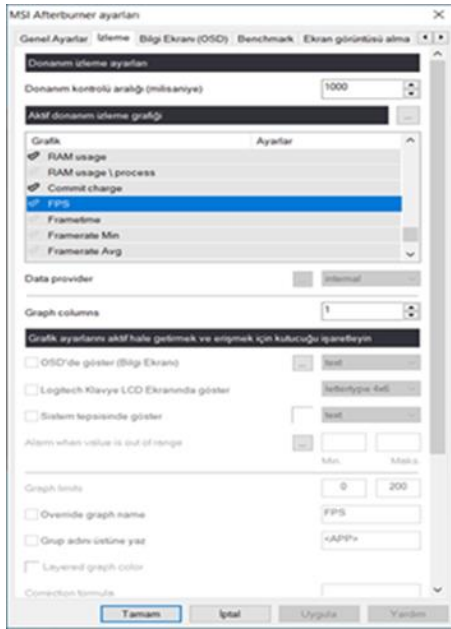 MSI Afterburner ayarları
Genel Ayarlar İzleme Bilgi Ekranı (OSD) Benchmark Ekran görüntüsü alma
Donanım izleme ayarları
Donanım kontrolü aralığı (milisaniye) 1000
Aktif donanım izleme grafiği ...
Grafik Ayarlar
RAM usage
RAM usage \ process
Commit charge
FPS
Frametime
Framerate Min
Framerate Avg
Data provider ... internal
Graph columns 1
Grafik ayarlarını aktif hale getirmek ve erişmek için kutucuğu işaretleyin
OSD'de göster (Bilgi Ekranı) ... text
Logitech Klavye LCD Ekranında göster lettertype 4x6
Sistem tepsisinde göster text
Alarm when value is out of range ...
Min. Maks
Graph limits 0 200
Override graph name FPS
Grup adını üstüne yaz <APP>
Layered graph color
Correction formula
Tamam İptal Uygula Yardım